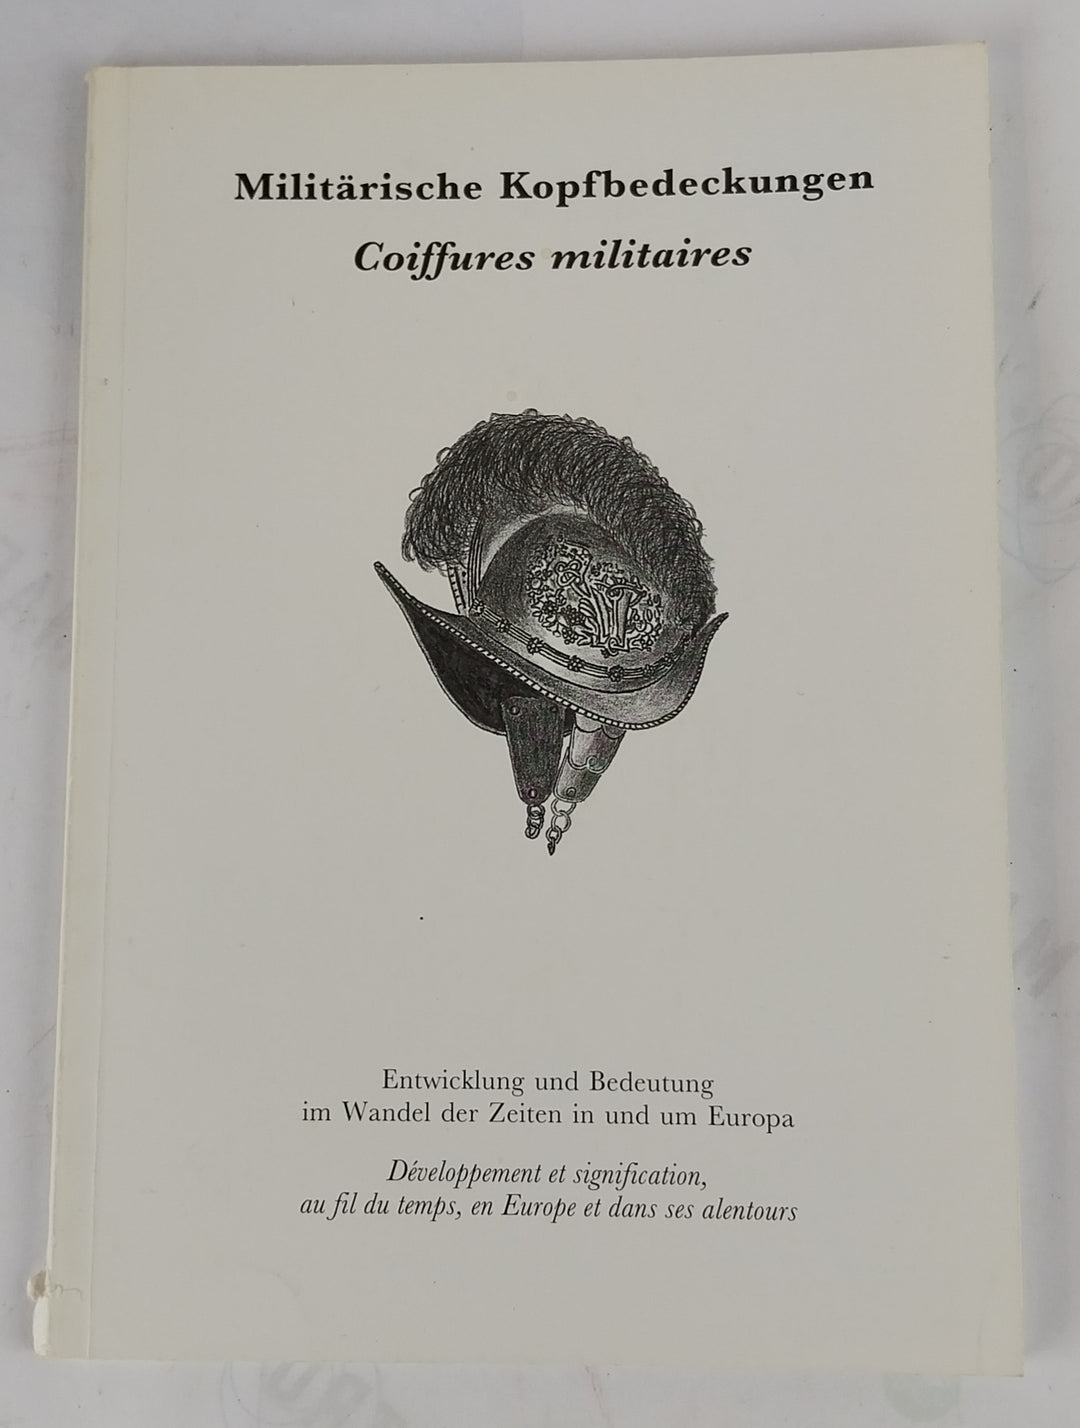 Militärische Kopfbedeckungen
Coiffures militaires
Entwicklung und Bedeutung
im Wandel der Zeiten in und um Europa
Développement et signification,
au fil du temps, en Europe et dans ses alentours